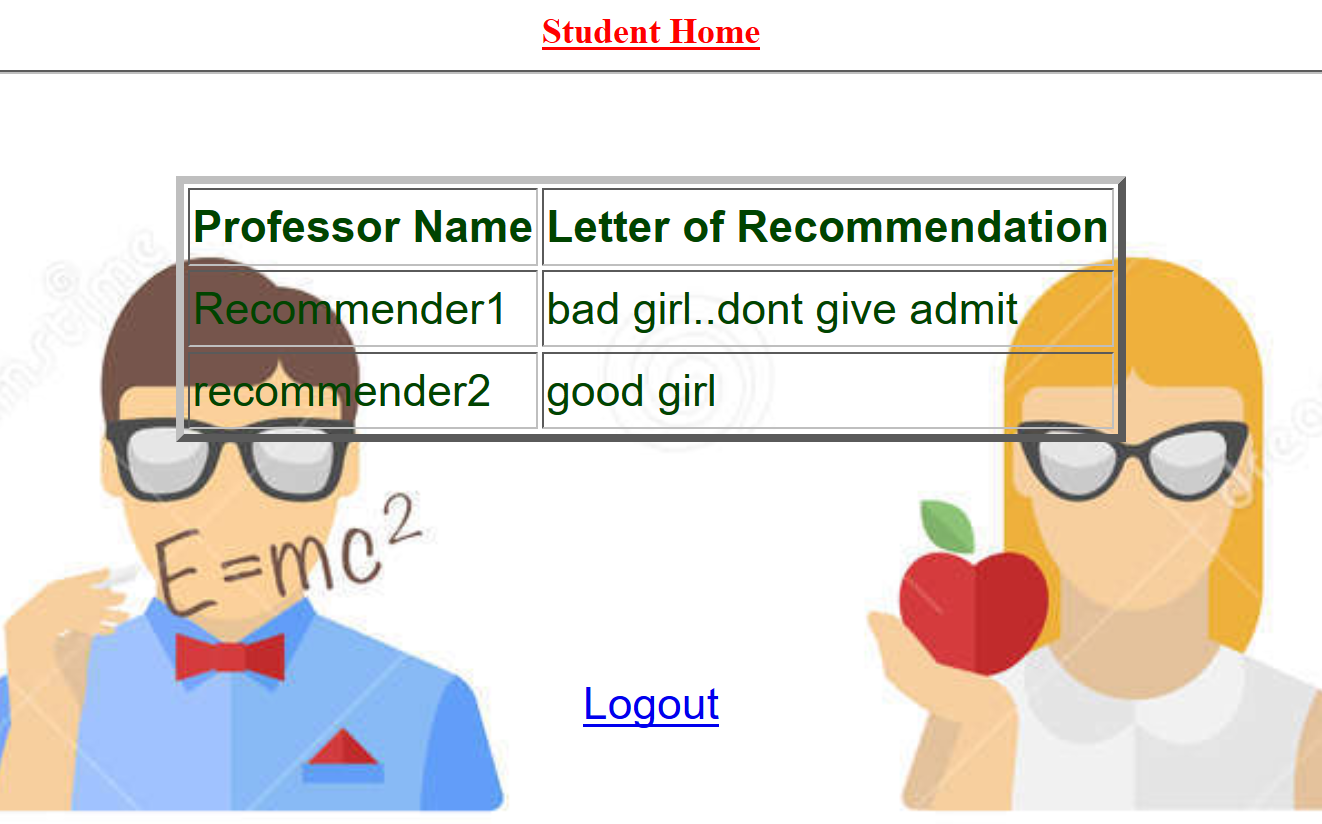 Student Home
Professor Name Letter of Recommendation
Recommender1 bad girl..dont give admit
recommender2 good girl
E=mc²
Logout